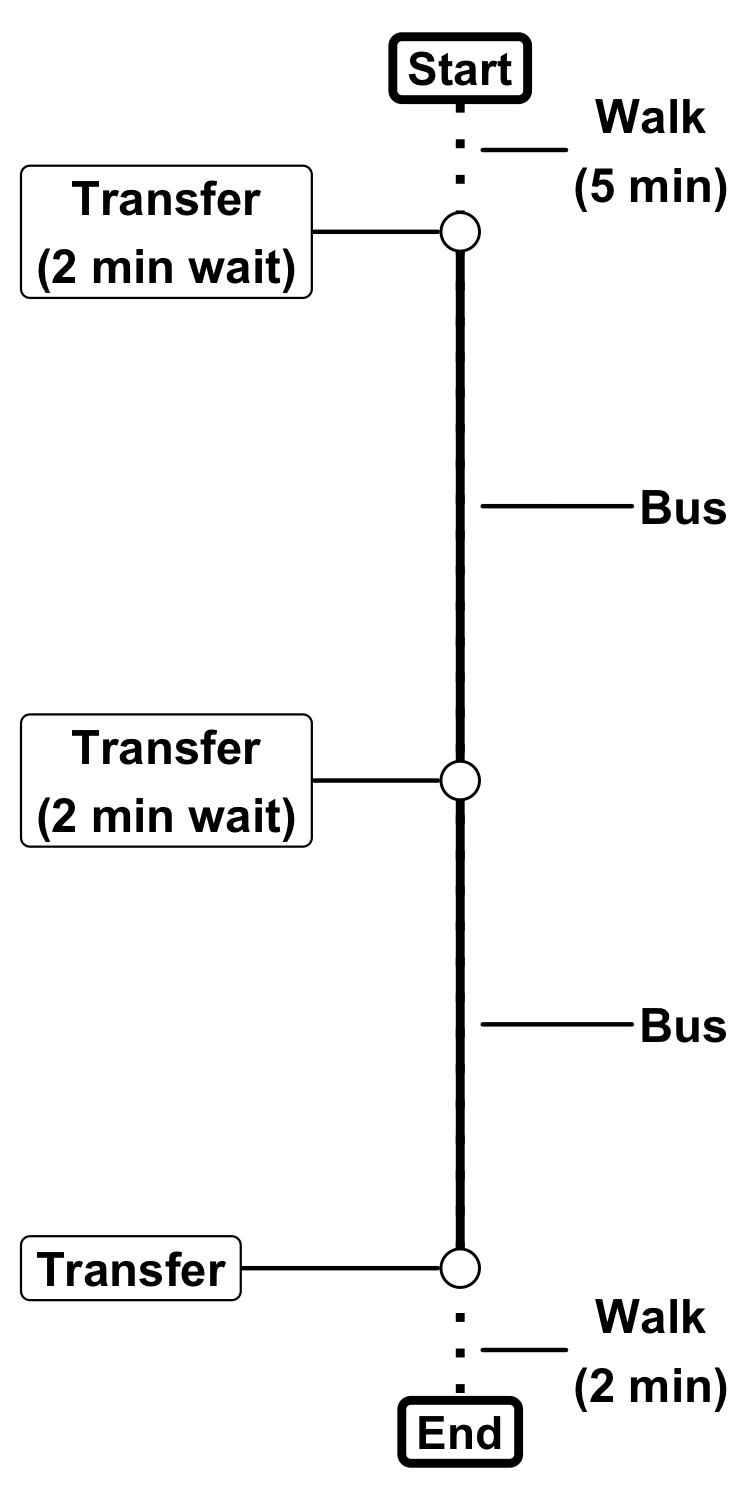 Start
Walk
(5 min)
Transfer
(2 min wait)
Bus
Transfer
(2 min wait)
Bus
Transfer
Walk
(2 min)
End